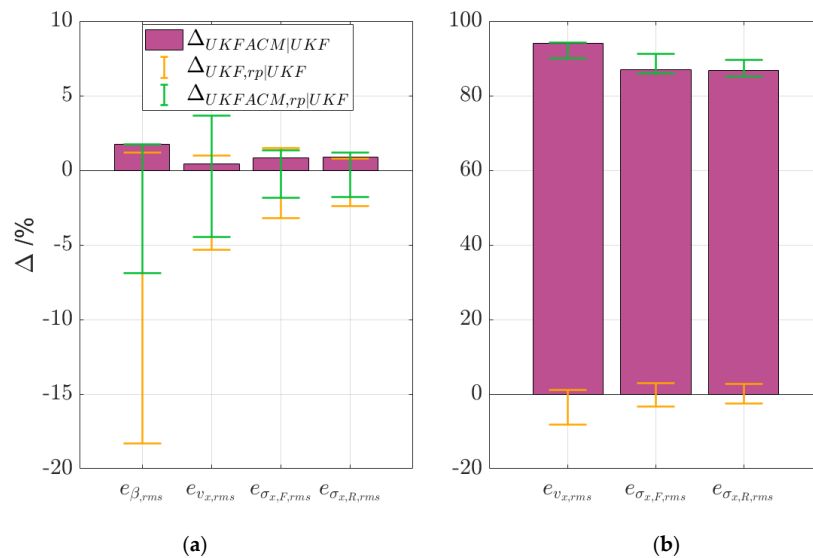 Δ /%
10
5
0
-5
-10
-15
-20
Δ_{UKFACM|UKF}
Δ_{UKF,rp|UKF}
Δ_{UKFACM,rp|UKF}
e_{β,rms} e_{v_{x,rms}} e_{σ_{x,F,rms}} e_{σ_{x,R,rms}}
(a)
100
80
60
40
20
0
-20
e_{v_{x,rms}} e_{σ_{x,F,rms}} e_{σ_{x,R,rms}}
(b)